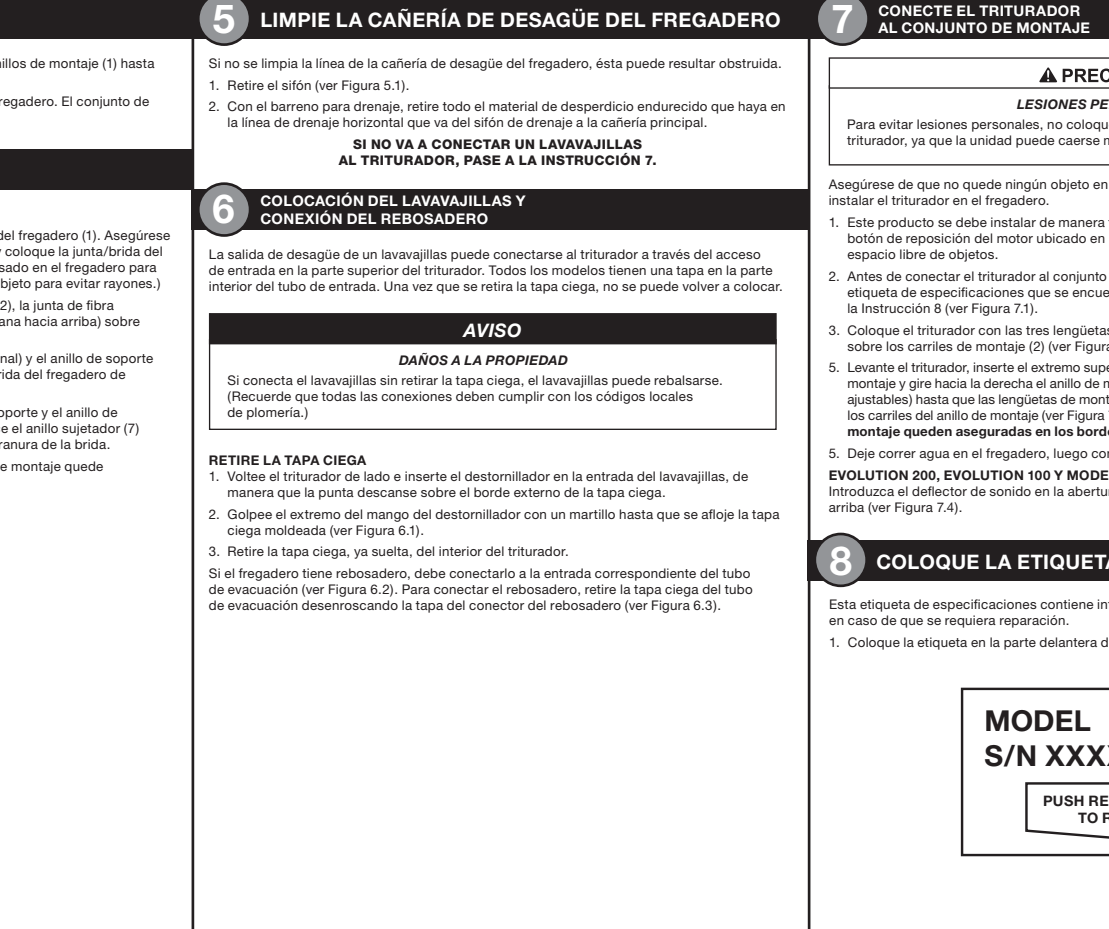 nillos de montaje (1) hasta
regadero. El conjunto de
del fregadero (1). Asegúrese
y coloque la junta/brida del
sado en el fregadero para
bjeto para evitar rayones.)
2), la junta de fibra
ana hacia arriba) sobre
nal) y el anillo de soporte
rida del fregadero de
oporte y el anillo de
e el anillo sujetador (7)
ranura de la brida.
e montaje quede
5 LIMPIE LA CAÑERÍA DE DESAGÜE DEL FREGADERO
Si no se limpia la línea de la cañería de desagüe del fregadero, ésta puede resultar obstruida.
1. Retire el sifón (ver Figura 5.1).
2. Con el barreno para drenaje, retire todo el material de desperdicio endurecido que haya en
la línea de drenaje horizontal que va del sifón de drenaje a la cañería principal.
SI NO VA A CONECTAR UN LAVAVAJILLAS
AL TRITURADOR, PASE A LA INSTRUCCIÓN 7.
6 COLOCACIÓN DEL LAVAVAJILLAS Y
CONEXIÓN DEL REBOSADERO
La salida de desagüe de un lavavajillas puede conectarse al triturador a través del acceso
de entrada en la parte superior del triturador. Todos los modelos tienen una tapa en la parte
interior del tubo de entrada. Una vez que se retira la tapa ciega, no se puede volver a colocar.
AVISO
DAÑOS A LA PROPIEDAD
Si conecta el lavavajillas sin retirar la tapa ciega, el lavavajillas puede rebalsarse.
(Recuerde que todas las conexiones deben cumplir con los códigos locales
de plomería.)
RETIRE LA TAPA CIEGA
1. Voltee el triturador de lado e inserte el destornillador en la entrada del lavavajillas, de
manera que la punta descanse sobre el borde externo de la tapa ciega.
2. Golpee el extremo del mango del destornillador con un martillo hasta que se afloje la tapa
ciega moldeada (ver Figura 6.1).
3. Retire la tapa ciega, ya suelta, del interior del triturador.
Si el fregadero tiene rebosadero, debe conectarlo a la entrada correspondiente del tubo
de evacuación (ver Figura 6.2). Para conectar el rebosadero, retire la tapa ciega del tubo
de evacuación desenroscando la tapa del conector del rebosadero (ver Figura 6.3).
7 CONECTE EL TRITURADOR
AL CONJUNTO DE MONTAJE
PREC
LESIONES PE
Para evitar lesiones personales, no coloqu
triturador, ya que la unidad puede caerse m
Asegúrese de que no quede ningún objeto en
instalar el triturador en el fregadero.
1. Este producto se debe instalar de manera
botón de reposición del motor ubicado en
espacio libre de objetos.
2. Antes de conectar el triturador al conjunto
etiqueta de especificaciones que se encue
la Instrucción 8 (ver Figura 7.1).
3. Coloque el triturador con las tres lengüetas
sobre los carriles de montaje (2) (ver Figura
5. Levante el triturador, inserte el extremo supe
montaje y gire hacia la derecha el anillo de m
ajustables) hasta que las lengüetas de mont
los carriles del anillo de montaje (ver Figura
montaje queden aseguradas en los bord
5. Deje correr agua en el fregadero, luego co
EVOLUTION 200, EVOLUTION 100 Y MODE
Introduzca el deflector de sonido en la abertur
arriba (ver Figura 7.4).
8 COLOQUE LA ETIQUETA
Esta etiqueta de especificaciones contiene in
en caso de que se requiera reparación.
1. Coloque la etiqueta en la parte delantera d
MODEL
S/N XXX
PUSH RE
TO R